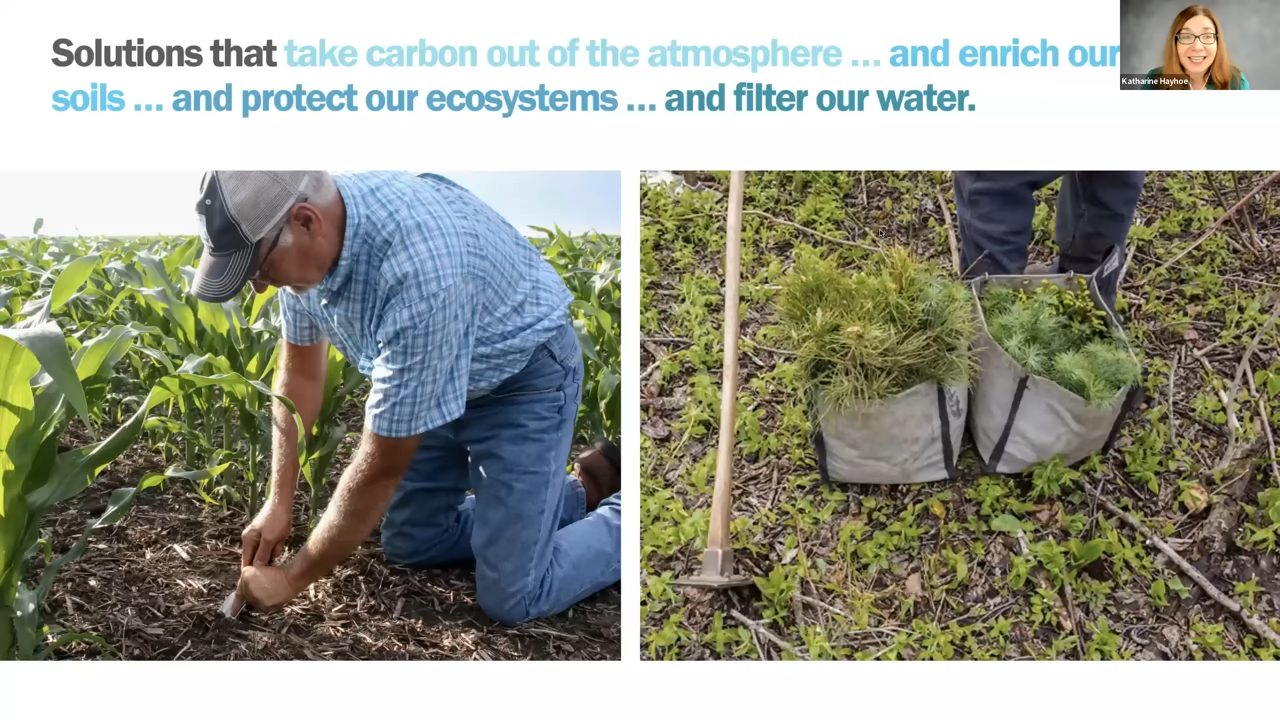 Solutions that take carbon out of the atmosphere ... and enrich our
soils ... and protect our ecosystems ... and filter our water.
Katharine Hayhoe